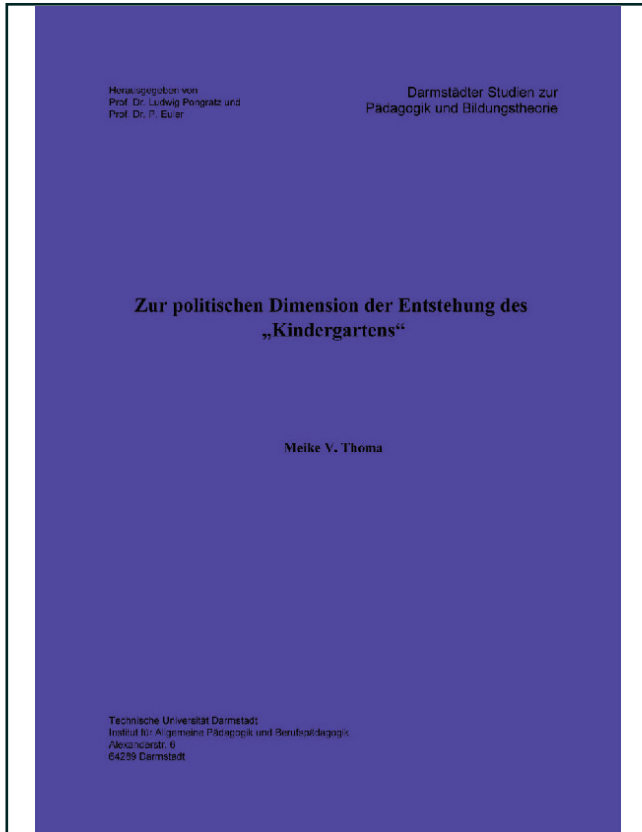 Herausgegeben von
Prof. Dr. Ludwig Pongratz und
Prof. Dr. P. Euler
Darmstädter Studien zur
Pädagogik und Bildungstheorie
Zur politischen Dimension der Entstehung des
„Kindergartens“
Meike V. Thoma
Technische Universität Darmstadt
Institut für Allgemeine Pädagogik und Berufspädagogik
Alexanderstr. 6
64289 Darmstadt